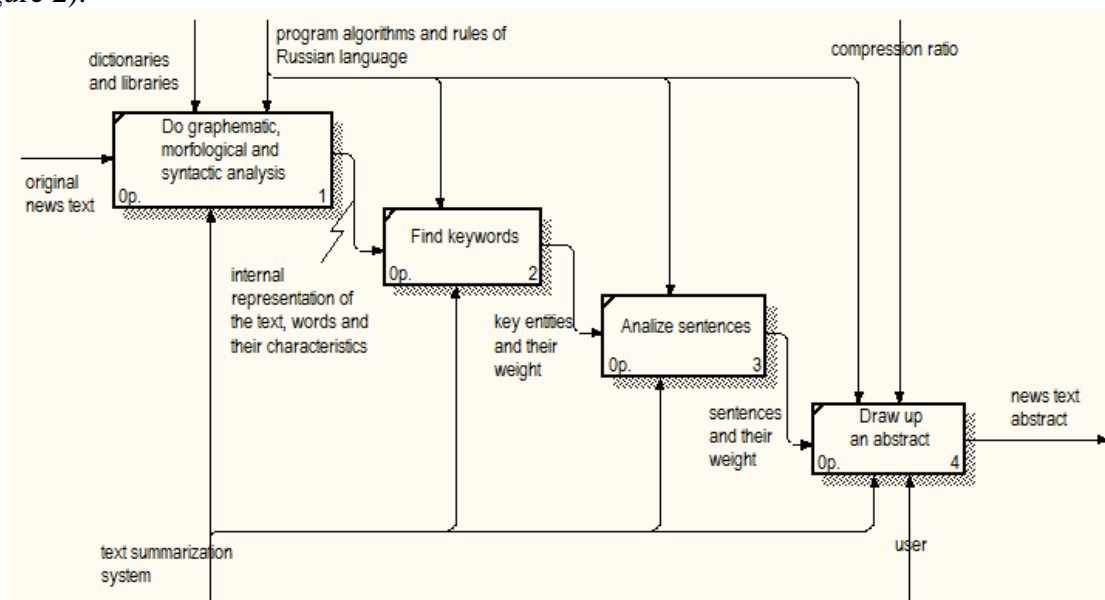 gure 2).
program algorithms and rules of
Russian language
compression ratio
dictionaries
and libraries
Do graphematic,
morfological and
syntactic analysis
0p. 1
original
news text
Find keywords
0p. 2
internal
representation of
the text, words and
their characteristics
key entities
and their
weight
Analize sentences
0p. 3
sentences
and their
weight
Draw up
an abstract
0p. 4
news text
abstract
text summarization
system
user